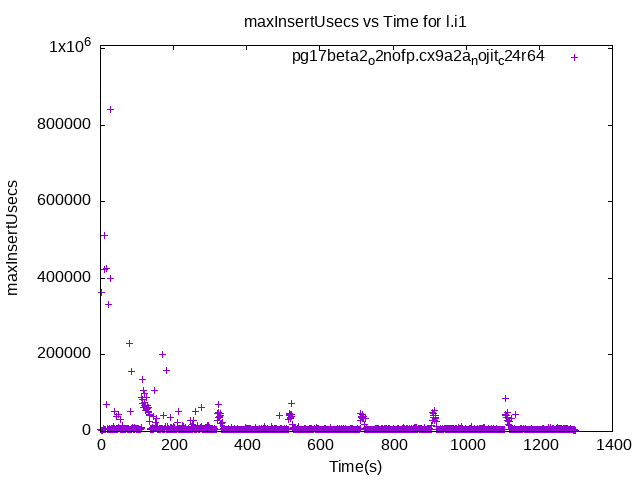 maxInsertUsecs vs Time for l.i1
1x10^6
pg17beta2_o2nofp.cx9a2a_nojit_c24r64
800000
600000
maxInsertUsecs
400000
200000
0
0 200 400 600 800 1000 1200 1400
Time(s)